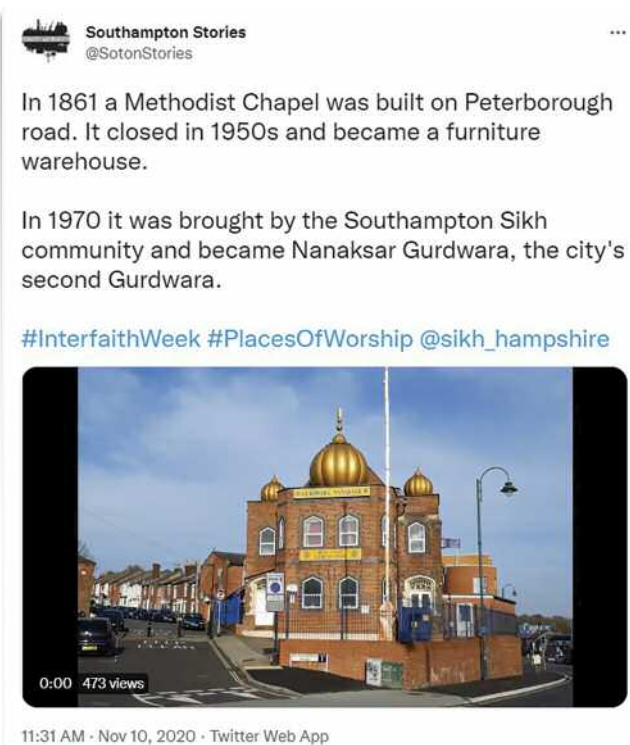 Southampton Stories
@SotonStories
In 1861 a Methodist Chapel was built on Peterborough
road. It closed in 1950s and became a furniture
warehouse.
In 1970 it was brought by the Southampton Sikh
community and became Nanaksar Gurdwara, the city's
second Gurdwara.
#InterfaithWeek #PlacesOfWorship @sikh_hampshire
0:00 473 views
11:31 AM · Nov 10, 2020 · Twitter Web App